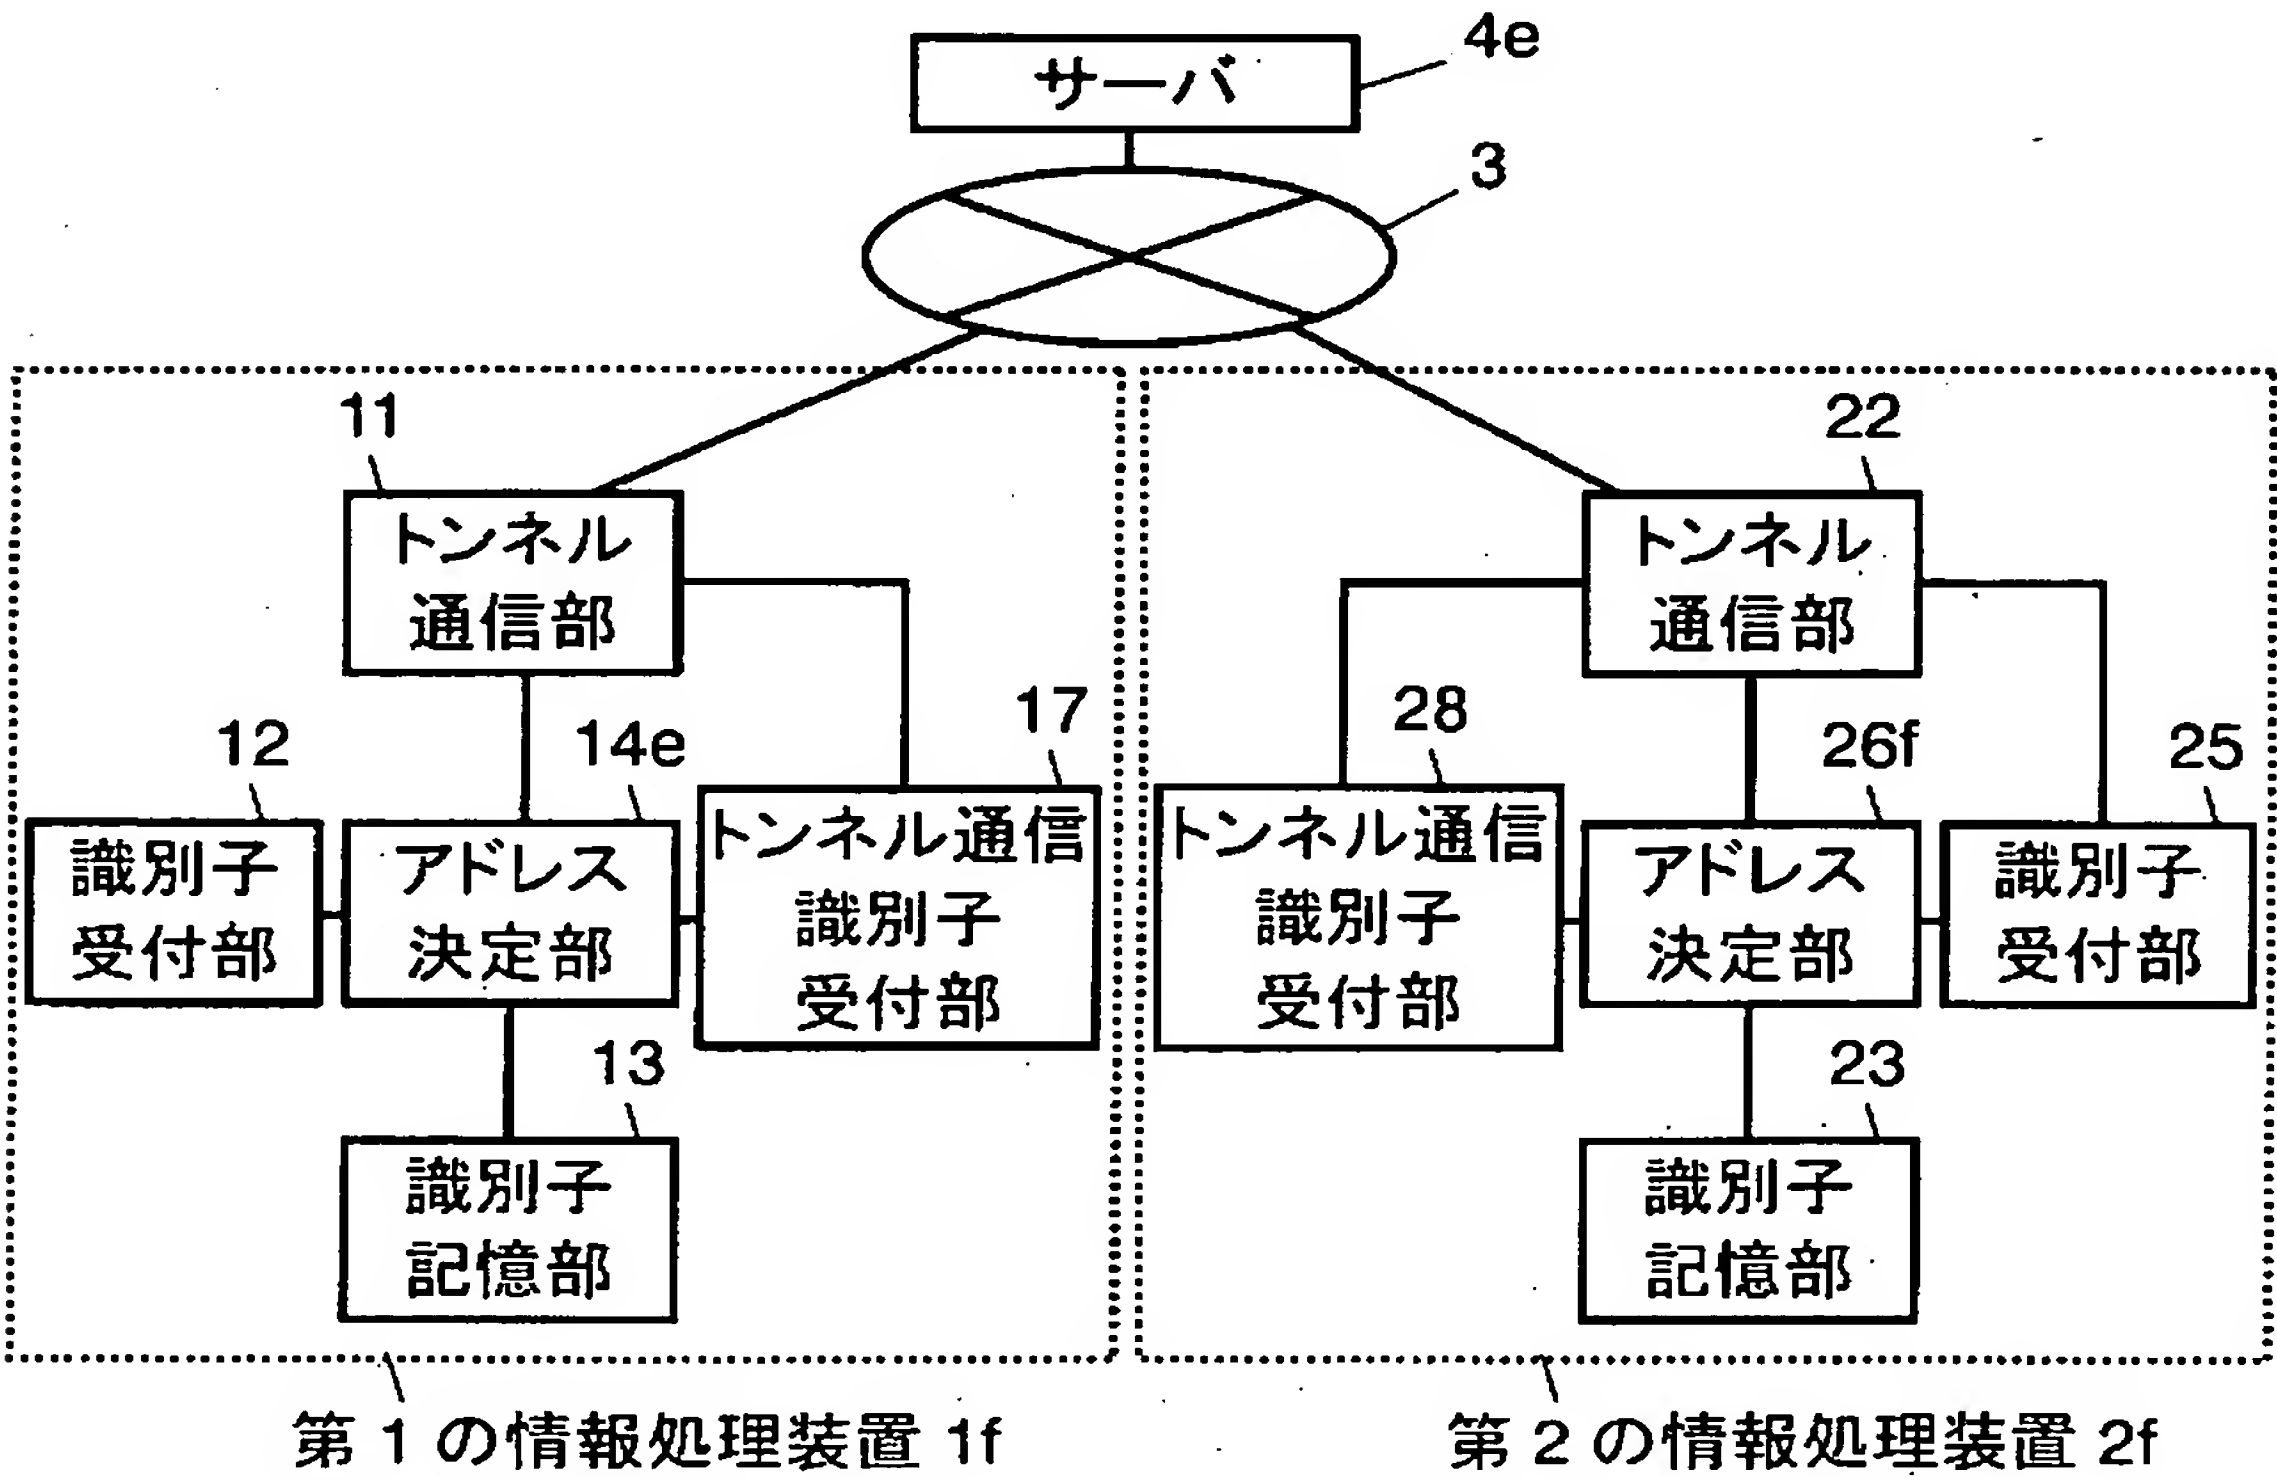 サーバ
4e
3
11
トンネル
通信部
22
トンネル
通信部
12
識別子
受付部
14e
アドレス
決定部
17
トンネル通信
識別子
受付部
28
トンネル通信
識別子
受付部
26f
アドレス
決定部
25
識別子
受付部
13
識別子
記憶部
23
識別子
記憶部
第1の情報処理装置 1f
第2の情報処理装置 2f